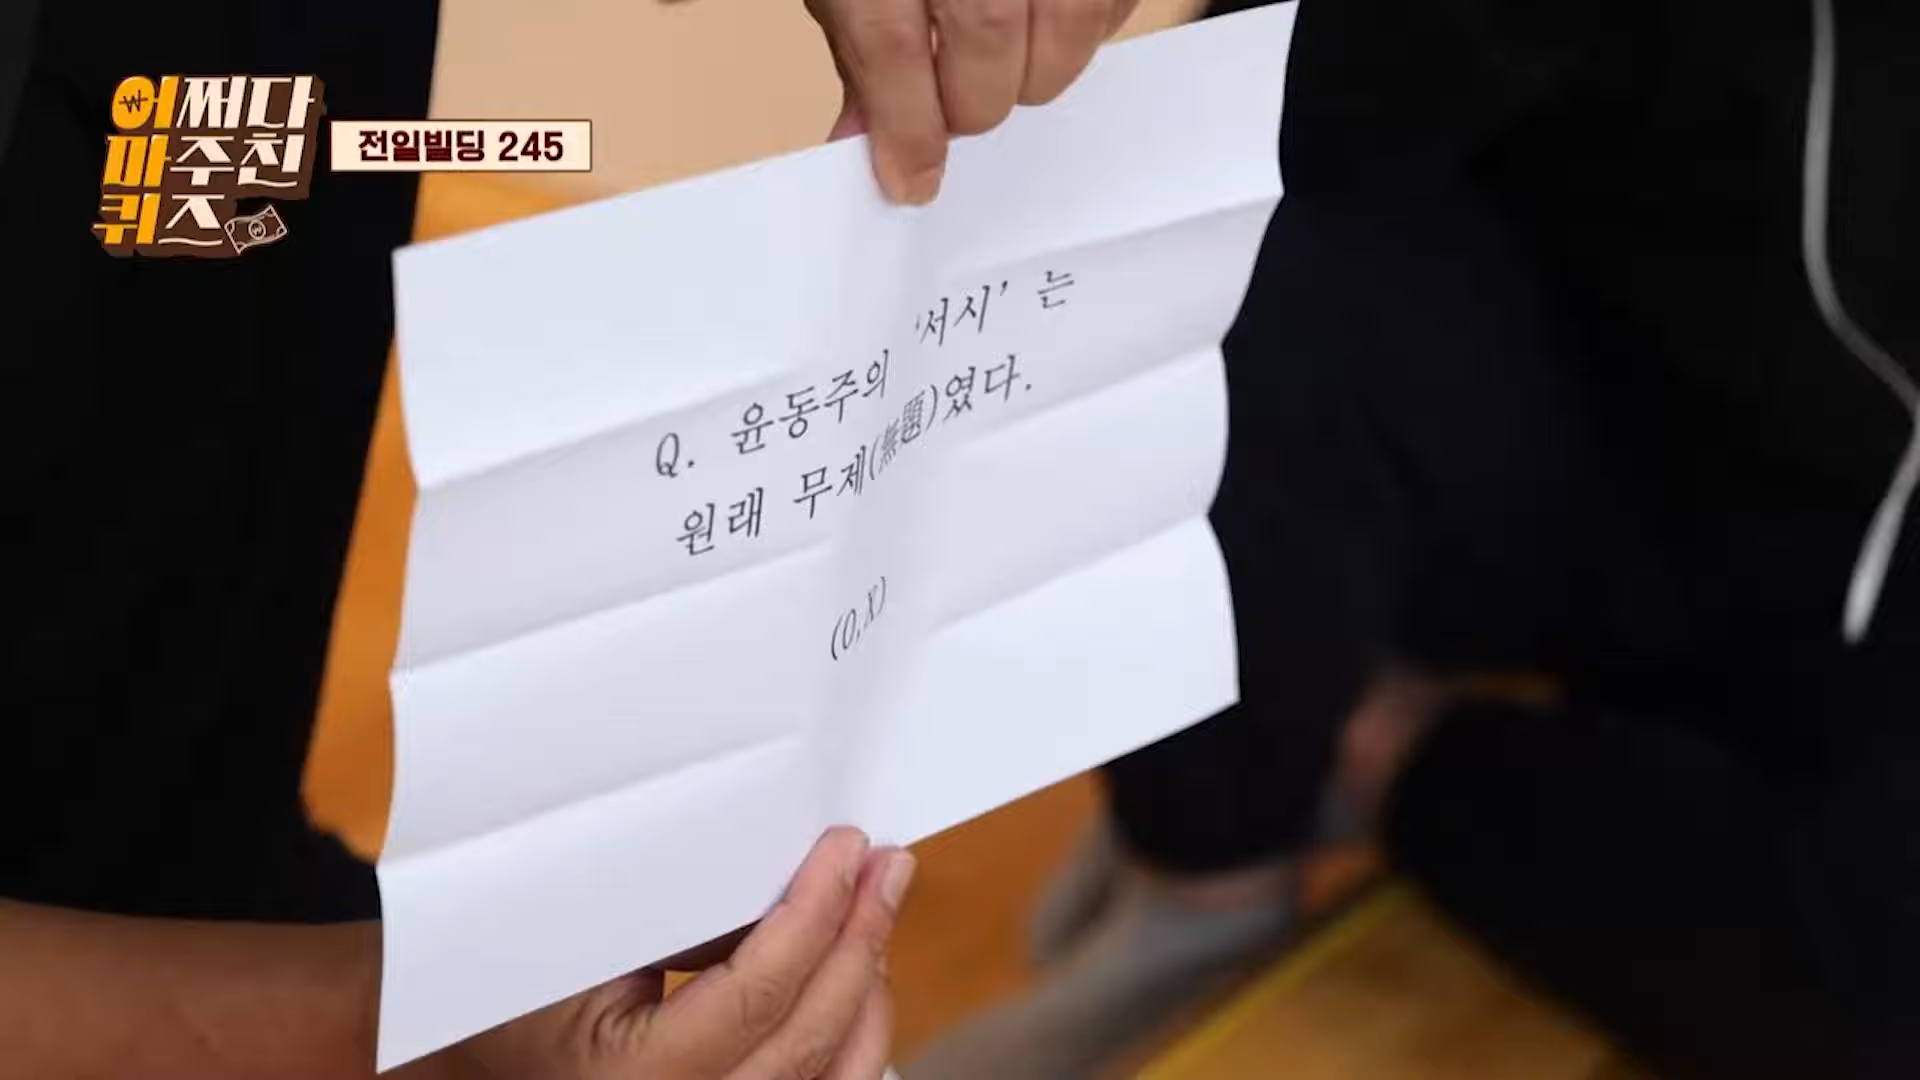 어쩌다
마주친
퀴즈
전일빌딩 245
Q. 윤동주의 '서시' 는
원래 무제(無題)였다.
(O, X)